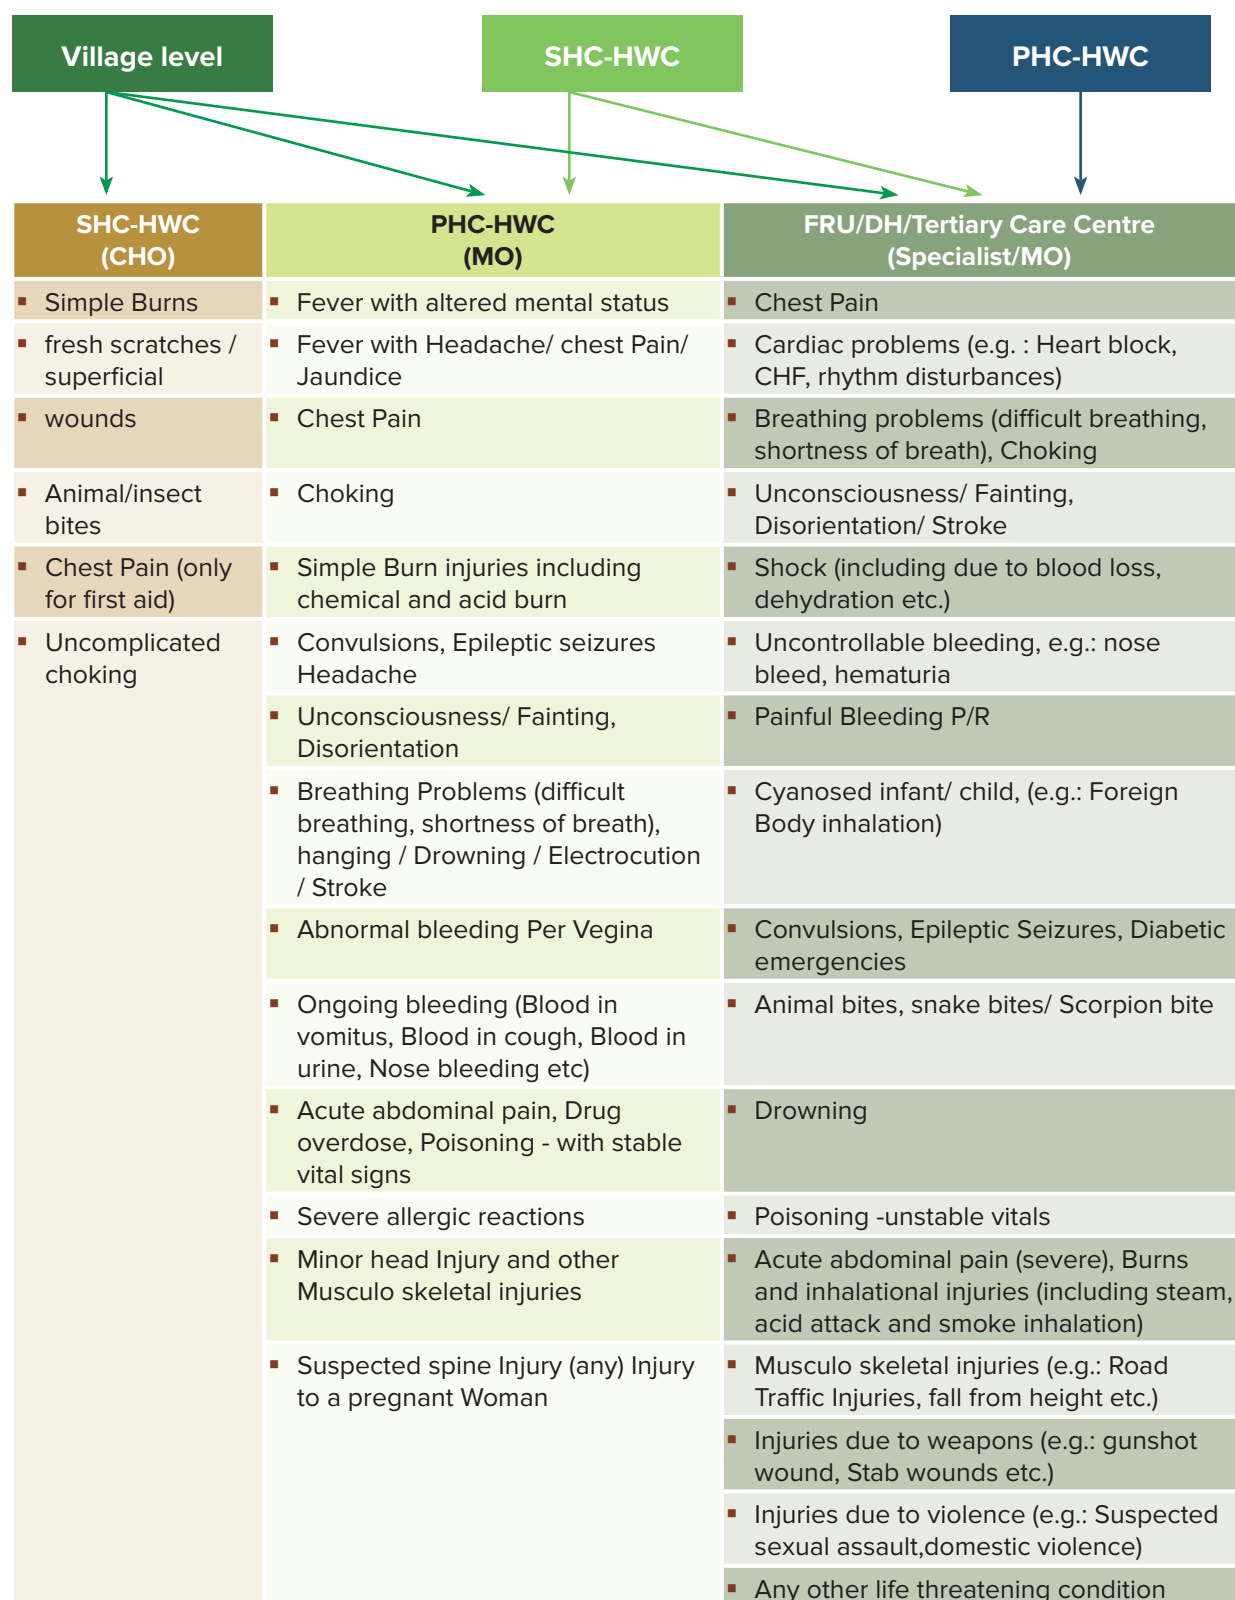 Village level
SHC-HWC
PHC-HWC
SHC-HWC
(CHO)
PHC-HWC
(MO)
FRU/DH/Tertiary Care Centre
(Specialist/MO)
Simple Burns
Fever with altered mental status
Chest Pain
fresh scratches /
superficial
Fever with Headache/ chest Pain/
Jaundice
Cardiac problems (e.g. : Heart block,
CHF, rhythm disturbances)
wounds
Chest Pain
Breathing problems (difficult breathing,
shortness of breath), Choking
Animal/insect
bites
Choking
Unconsciousness/ Fainting,
Disorientation/ Stroke
Chest Pain (only
for first aid)
Simple Burn injuries including
chemical and acid burn
Shock (including due to blood loss,
dehydration etc.)
Uncomplicated
choking
Convulsions, Epileptic seizures
Headache
Uncontrollable bleeding, e.g.: nose
bleed, hematuria
Unconsciousness/ Fainting,
Disorientation
Painful Bleeding P/R
Breathing Problems (difficult
breathing, shortness of breath),
hanging / Drowning / Electrocution
/ Stroke
Cyanosed infant/ child, (e.g.: Foreign
Body inhalation)
Abnormal bleeding Per Vegina
Convulsions, Epileptic Seizures, Diabetic
emergencies
Ongoing bleeding (Blood in
vomitus, Blood in cough, Blood in
urine, Nose bleeding etc)
Animal bites, snake bites/ Scorpion bite
Acute abdominal pain, Drug
overdose, Poisoning - with stable
vital signs
Drowning
Severe allergic reactions
Poisoning -unstable vitals
Minor head Injury and other
Musculo skeletal injuries
Acute abdominal pain (severe), Burns
and inhalational injuries (including steam,
acid attack and smoke inhalation)
Suspected spine Injury (any) Injury
to a pregnant Woman
Musculo skeletal injuries (e.g.: Road
Traffic Injuries, fall from height etc.)
Injuries due to weapons (e.g.: gunshot
wound, Stab wounds etc.)
Injuries due to violence (e.g.: Suspected
sexual assault,domestic violence)
Any other life threatening condition